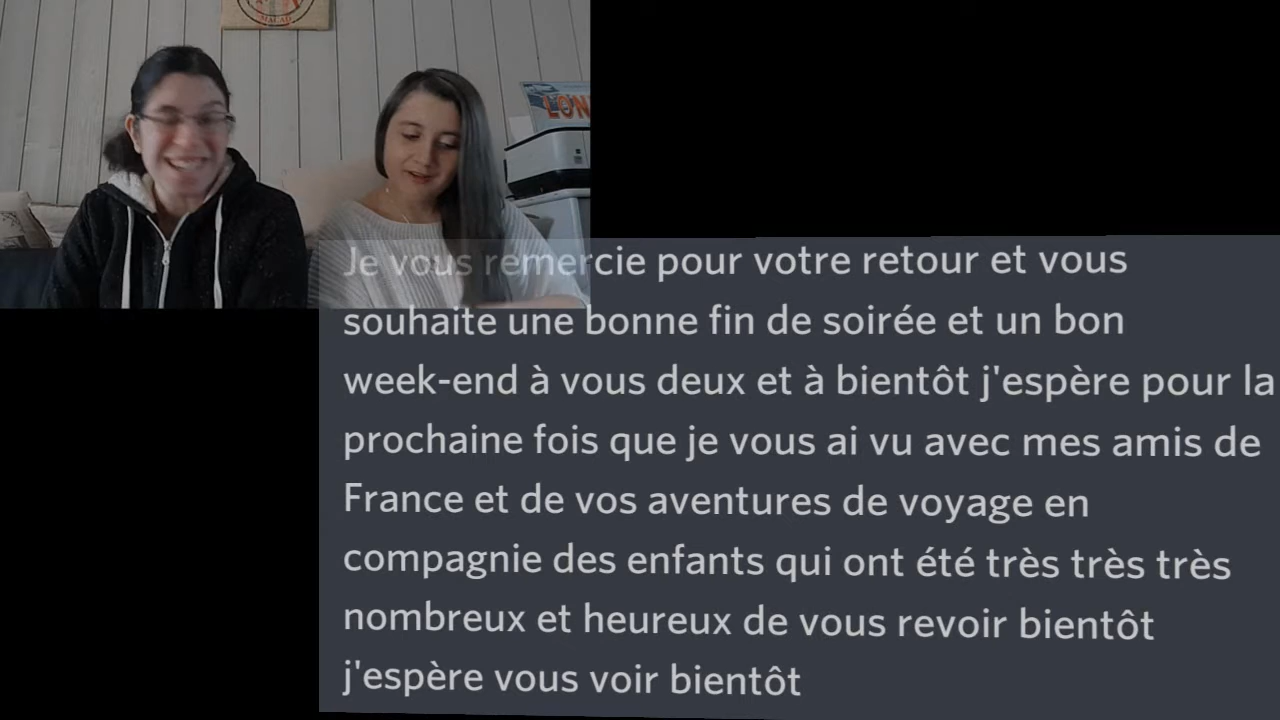 LON
Je vous remercie pour votre retour et vous
souhaite une bonne fin de soirée et un bon
week-end à vous deux et à bientôt j'espère pour la
prochaine fois que je vous ai vu avec mes amis de
France et de vos aventures de voyage en
compagnie des enfants qui ont été très très très
nombreux et heureux de vous revoir bientôt
j'espère vous voir bientôt